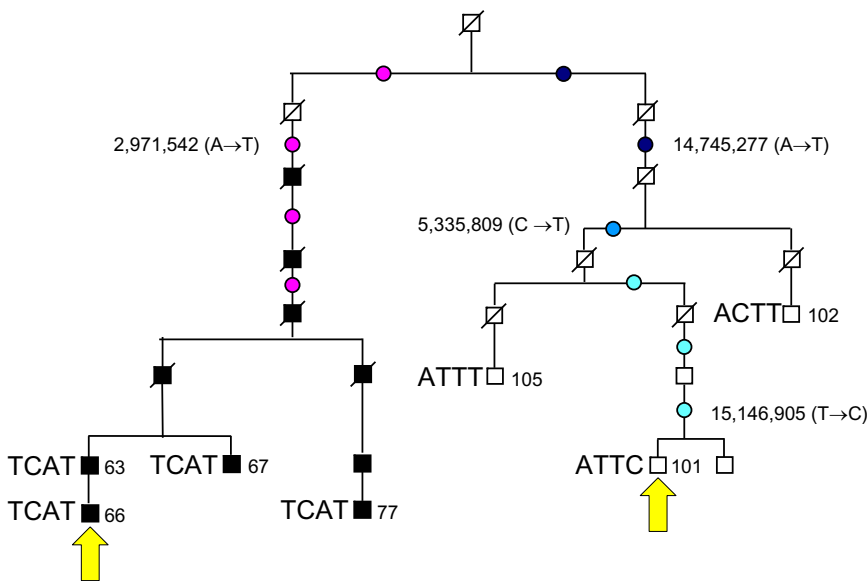 2,971,542 (A→T)
14,745,277 (A→T)
5,335,809 (C →T)
ACTT 102
ATTT 105
15,146,905 (T→C)
TCAT 63
TCAT 67
ATTC 101
TCAT 66
TCAT 77